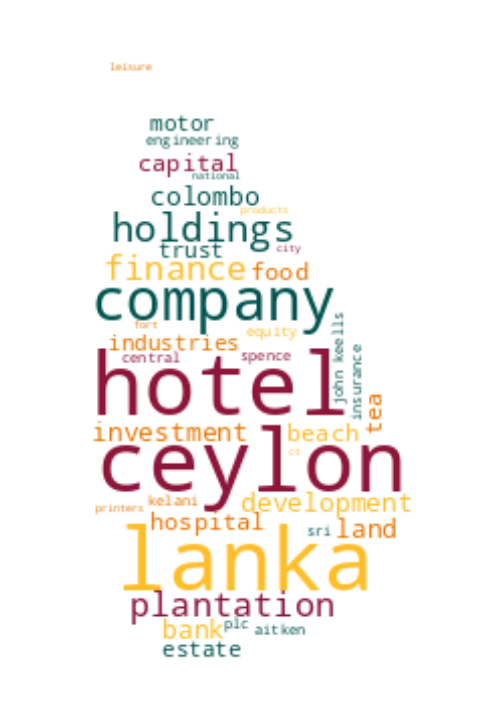 leisure
motor
engineering
capital
national
colombo
products
holdings
trust city
finance food
company
fort
equity
industries
john keells
central spence
insurance
hotel
tea
investment beach
ceylon
ct
printers kelani development
hospital sri land
lanka
plantation
bank plc aitken
estate